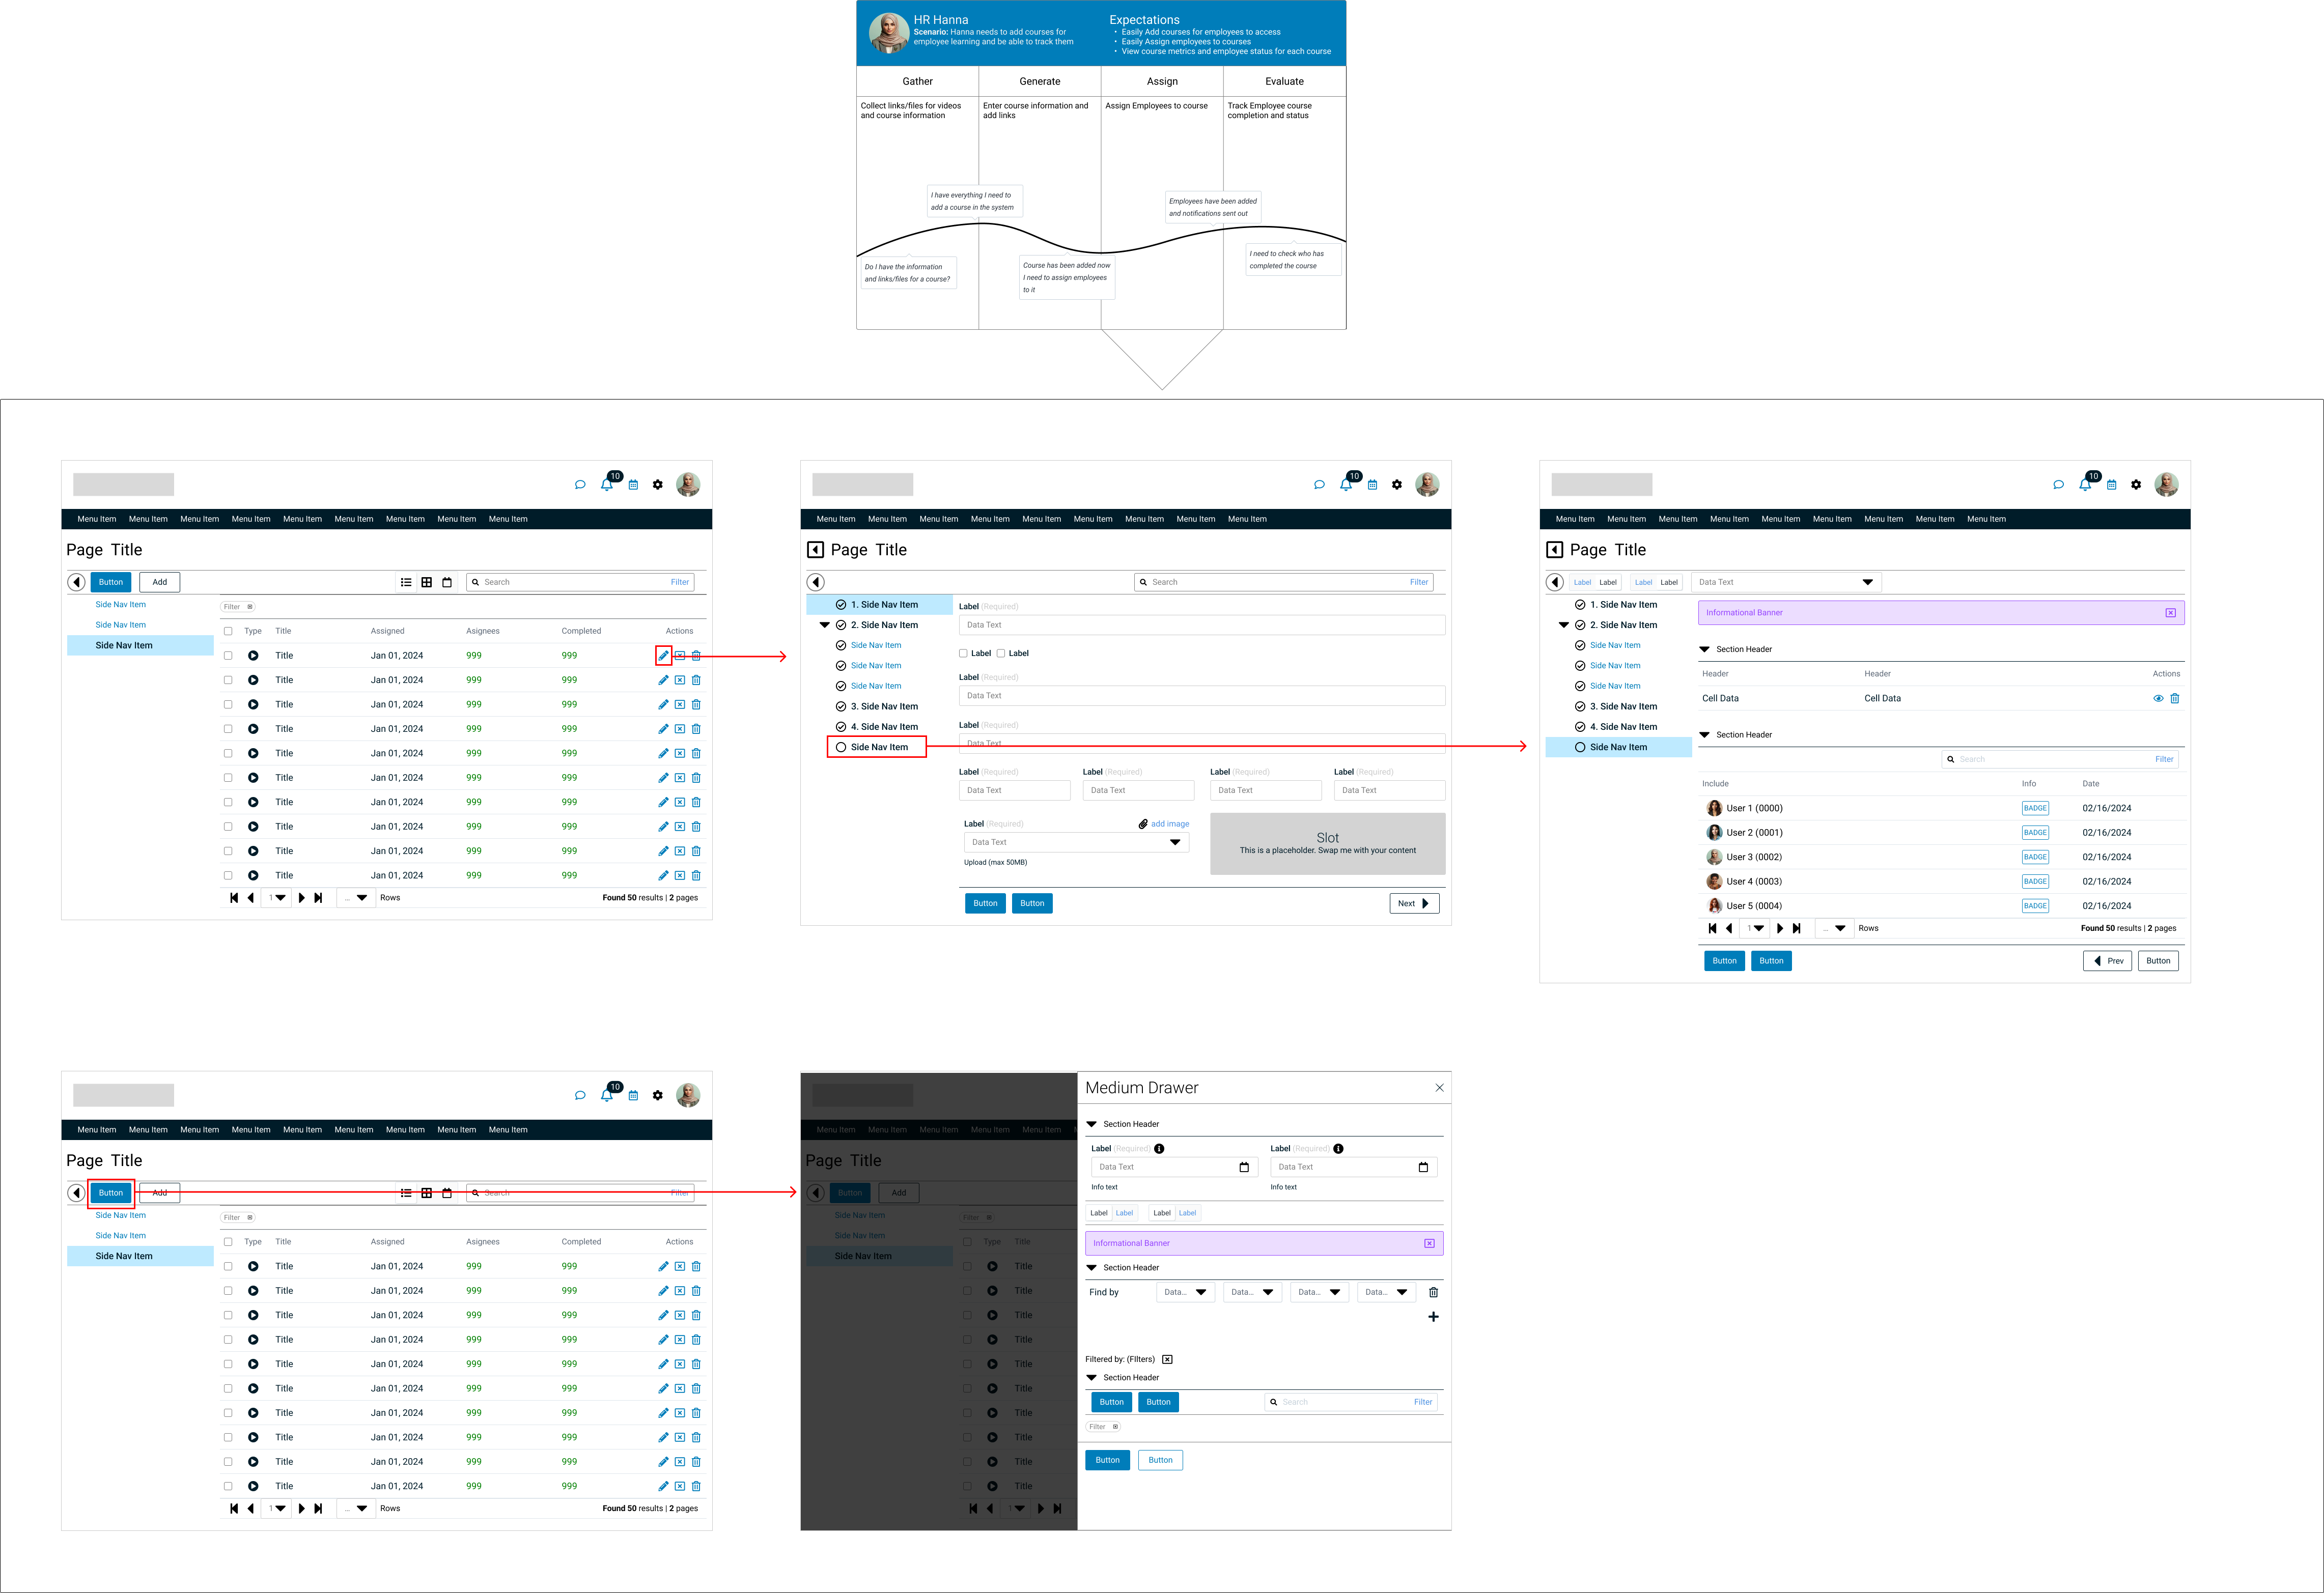 HR Hanna
Scenario: Hanna needs to add courses for
employee learning and be able to track them
Expectations
• Easily Add courses for employees to access
• Easily Assign employees to courses
• View course metrics and employee status for each course
Gather Generate Assign Evaluate
Collect links/files for videos
and course information
Enter course information and
add links
Assign Employees to course
Track Employee course
completion and status
I have everything I need to
add a course in the system
Employees have been added
and notifications sent out
Do I have the information
and links/files for a course?
Course has been added now
I need to assign employees
to it
I need to check who has
completed the course
10
Menu Item Menu Item Menu Item Menu Item Menu Item Menu Item Menu Item Menu Item Menu Item
Page Title
Button Add Search Filter
Side Nav Item
Side Nav Item
Side Nav Item
Filter
Type Title Assigned Asignees Completed Actions
Title Jan 01, 2024 999 999
Title Jan 01, 2024 999 999
Title Jan 01, 2024 999 999
Title Jan 01, 2024 999 999
Title Jan 01, 2024 999 999
Title Jan 01, 2024 999 999
Title Jan 01, 2024 999 999
Title Jan 01, 2024 999 999
Title Jan 01, 2024 999 999
Title Jan 01, 2024 999 999
1 ... Rows Found 50 results | 2 pages
10
Menu Item Menu Item Menu Item Menu Item Menu Item Menu Item Menu Item Menu Item Menu Item
Page Title
Search Filter
1. Side Nav Item
2. Side Nav Item
Side Nav Item
Side Nav Item
Side Nav Item
3. Side Nav Item
4. Side Nav Item
Side Nav Item
Label (Required)
Data Text
Label Label
Label (Required)
Data Text
Label (Required)
Data Text
Label (Required) Label (Required) Label (Required) Label (Required)
Data Text Data Text Data Text Data Text
Label (Required) add image
Data Text
Upload (max 50MB)
Slot
This is a placeholder. Swap me with your content
Button Button Next
10
Menu Item Menu Item Menu Item Menu Item Menu Item Menu Item Menu Item Menu Item Menu Item
Page Title
Label Label Label Label Data Text
1. Side Nav Item
2. Side Nav Item
Side Nav Item
Side Nav Item
Side Nav Item
3. Side Nav Item
4. Side Nav Item
Side Nav Item
Informational Banner
Section Header
Header Header Actions
Cell Data Cell Data
Section Header
Search Filter
Include Info Date
User 1 (0000) BADGE 02/16/2024
User 2 (0001) BADGE 02/16/2024
User 3 (0002) BADGE 02/16/2024
User 4 (0003) BADGE 02/16/2024
User 5 (0004) BADGE 02/16/2024
1 ... Rows Found 50 results | 2 pages
Button Button Prev Button
10
Menu Item Menu Item Menu Item Menu Item Menu Item Menu Item Menu Item Menu Item Menu Item
Page Title
Button Add Search Filter
Side Nav Item
Side Nav Item
Side Nav Item
Filter
Type Title Assigned Asignees Completed Actions
Title Jan 01, 2024 999 999
Title Jan 01, 2024 999 999
Title Jan 01, 2024 999 999
Title Jan 01, 2024 999 999
Title Jan 01, 2024 999 999
Title Jan 01, 2024 999 999
Title Jan 01, 2024 999 999
Title Jan 01, 2024 999 999
Title Jan 01, 2024 999 999
Title Jan 01, 2024 999 999
1 ... Rows Found 50 results | 2 pages
Menu Item Menu Item Menu Item Menu Item Menu Item
Page Title
Button Add
Side Nav Item
Side Nav Item
Side Nav Item
Filter
Type Title
Title
Title
Title
Title
Title
Title
Title
Title
Title
Title
1
Medium Drawer
Section Header
Label (Required) Label (Required)
Data Text Data Text
Info text Info text
Label Label Label Label
Informational Banner
Section Header
Find by Data... Data... Data... Data...
Filtered by: (FIlters)
Section Header
Button Button Search Filter
Filter
Button Button